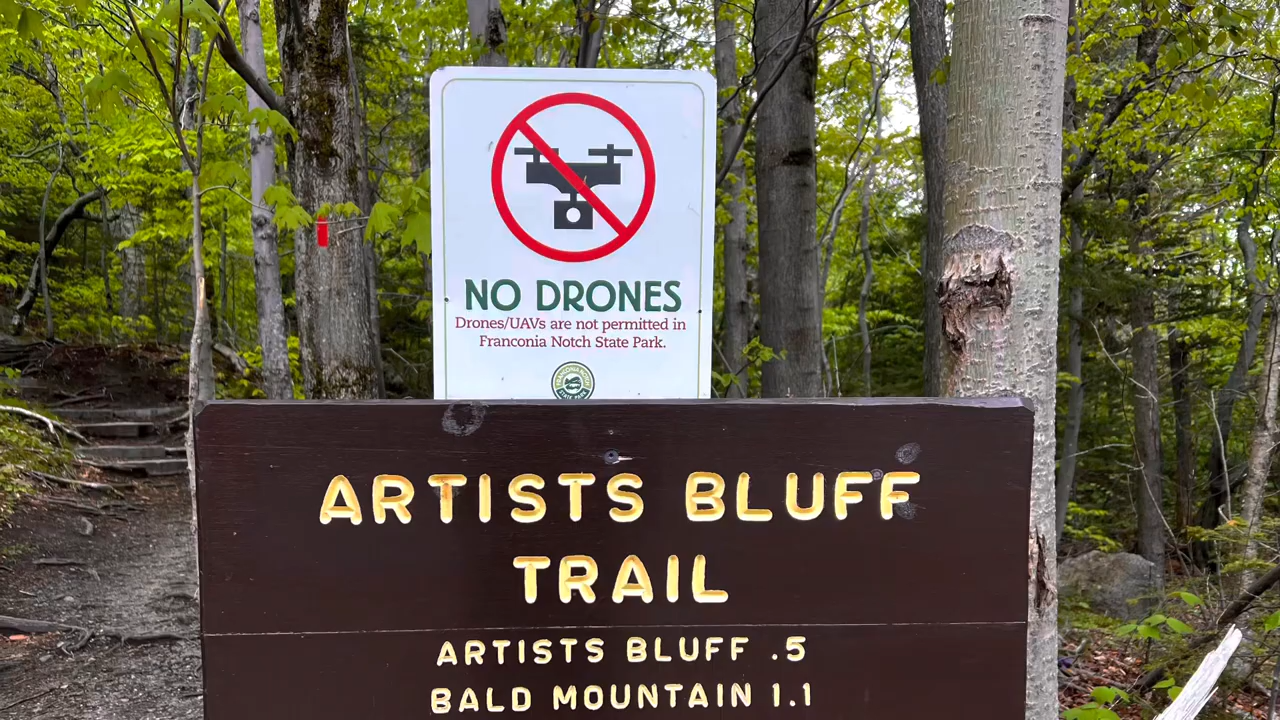 NO DRONES
Drones/UAVs are not permitted in
Franconia Notch State Park.
ARTISTS BLUFF
TRAIL
ARTISTS BLUFF .5
BALD MOUNTAIN 1.1